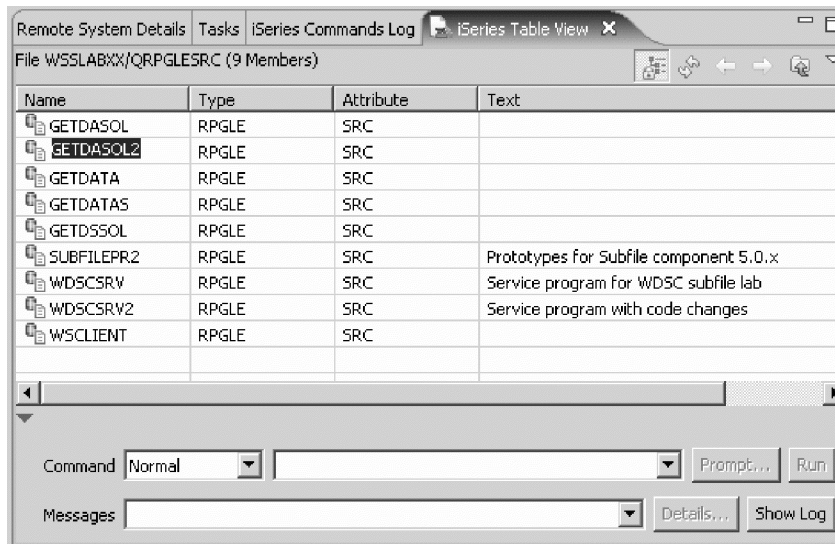 Remote System Details Tasks iSeries Commands Log iSeries Table View
File WSSLABXX/QRPGLESRC (9 Members)
Name Type Attribute Text
GETDASOL RPGLE SRC
GETDASOL2 RPGLE SRC
GETDATA RPGLE SRC
GETDATAS RPGLE SRC
GETDSSOL RPGLE SRC
SUBFILEPR2 RPGLE SRC Prototypes for Subfile component 5.0.x
WDSCSRV RPGLE SRC Service program for WDSC subfile lab
WDSCSRV2 RPGLE SRC Service program with code changes
WSCLIENT RPGLE SRC
Command Normal Prompt... Run
Messages Details... Show Log